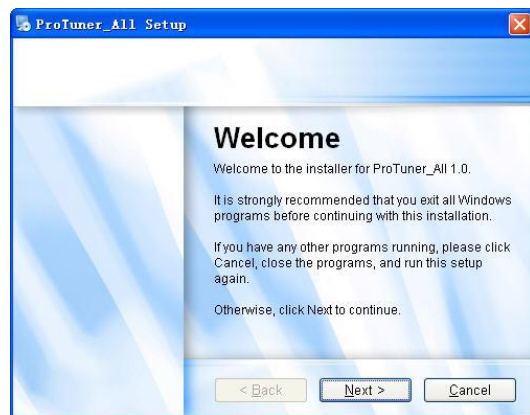 ProTuner_All Setup
Welcome
Welcome to the installer for ProTuner_All 1.0.
It is strongly recommended that you exit all Windows
programs before continuing with this installation.
If you have any other programs running, please click
Cancel, close the programs, and run this setup
again.
Otherwise, click Next to continue.
< Back
Next >
Cancel